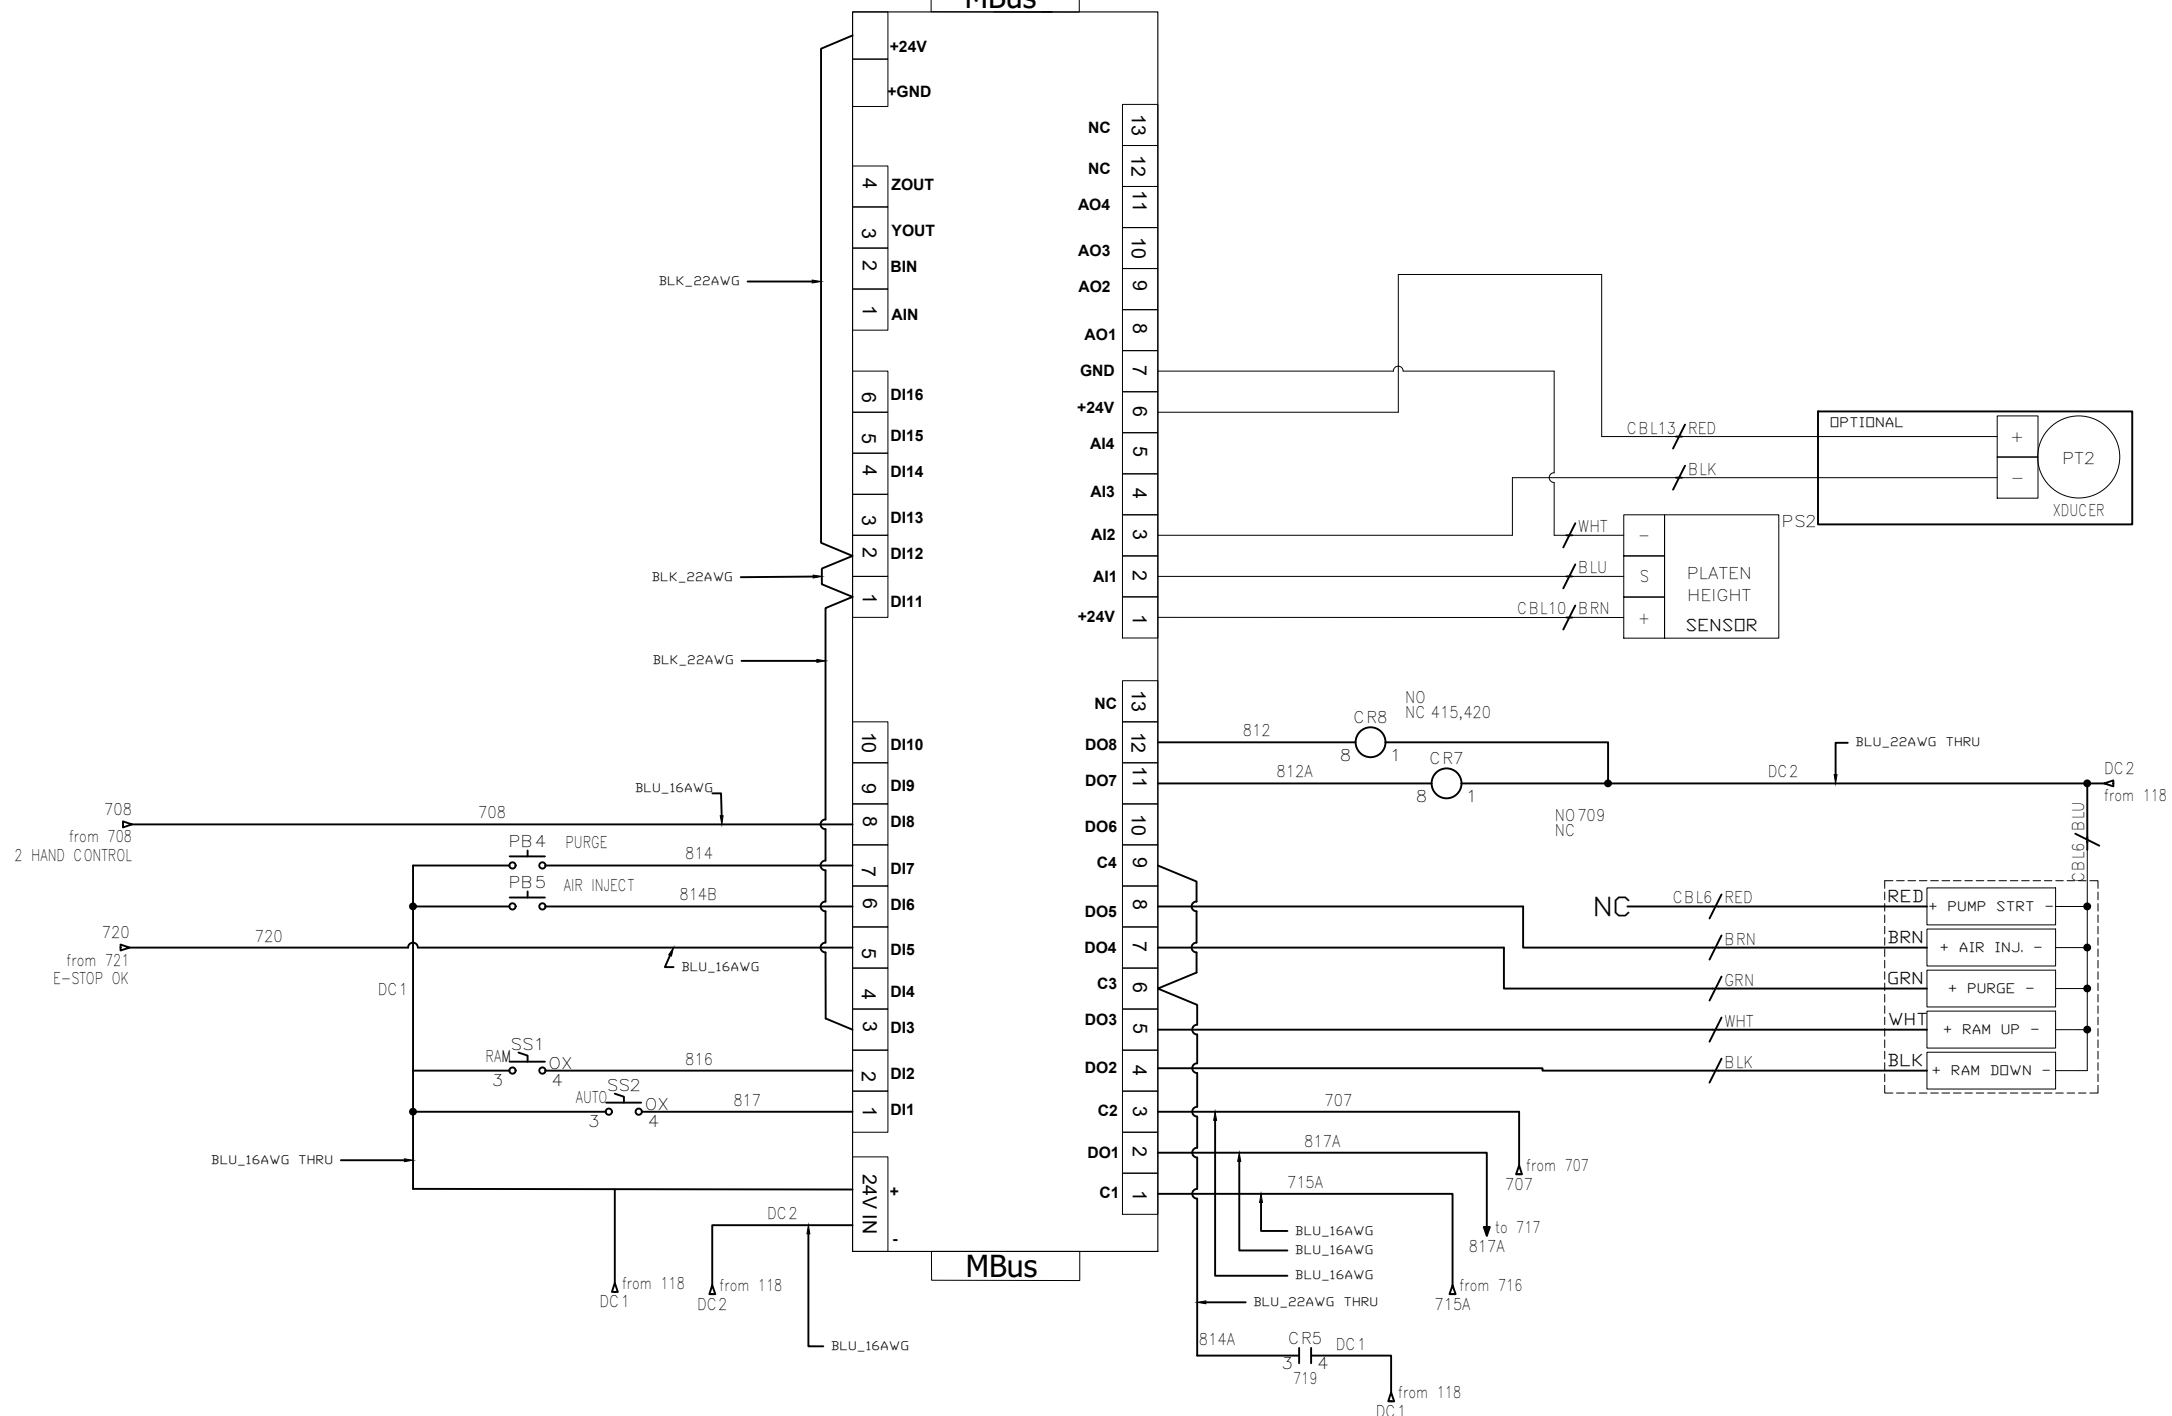 MBus
+24V
+GND
4 ZOUT
3 YOUT
2 BIN
1 AIN
BLK_22AWG
6 DI16
5 DI15
4 DI14
3 DI13
2 DI12
1 DI11
BLK_22AWG
BLK_22AWG
10 DI10
9 DI9
8 DI8
7 DI7
6 DI6
5 DI5
4 DI4
3 DI3
2 DI2
1 DI1
24V IN
+
-
708
from 708
2 HAND CONTROL
708
BLU_16AWG
PB4 PURGE
814
PB5 AIR INJECT
814B
720
from 721
E-STOP OK
720
BLU_16AWG
DC1
SS1
RAM OX
3 4
816
SS2
AUTO OX
3 4
817
BLU_16AWG THRU
DC2
from 118
DC1
from 118
DC2
BLU_16AWG
MBus
NC 13
NC 12
AO4 11
AO3 10
AO2 9
AO1 8
GND 7
+24V 6
AI4 5
AI3 4
AI2 3
AI1 2
+24V 1
CBL13 RED
BLK
OPTIONAL
+
-
PT2
XDUCER
WHT
BLU
CBL10 BRN
-
S
+
PS2
PLATEN
HEIGHT
SENSOR
NC 13
DO8 12
DO7 11
DO6 10
C4 9
DO5 8
DO4 7
C3 6
DO3 5
DO2 4
C2 3
DO1 2
C1 1
812
CR8
8 1
NO
NC 415,420
812A
CR7
8 1
NO 709
NC
DC2
BLU_22AWG THRU
DC2
from 118
CBL6 BLU
NC
CBL6 RED
RED + PUMP STRT -
BRN
BRN + AIR INJ. -
GRN
GRN + PURGE -
WHT
WHT + RAM UP -
BLK
BLK + RAM DOWN -
707
from 707
707
817A
to 717
817A
715A
from 716
715A
BLU_16AWG
BLU_16AWG
BLU_16AWG
BLU_22AWG THRU
814A
CR5
3 4
719
DC1
from 118
DC1